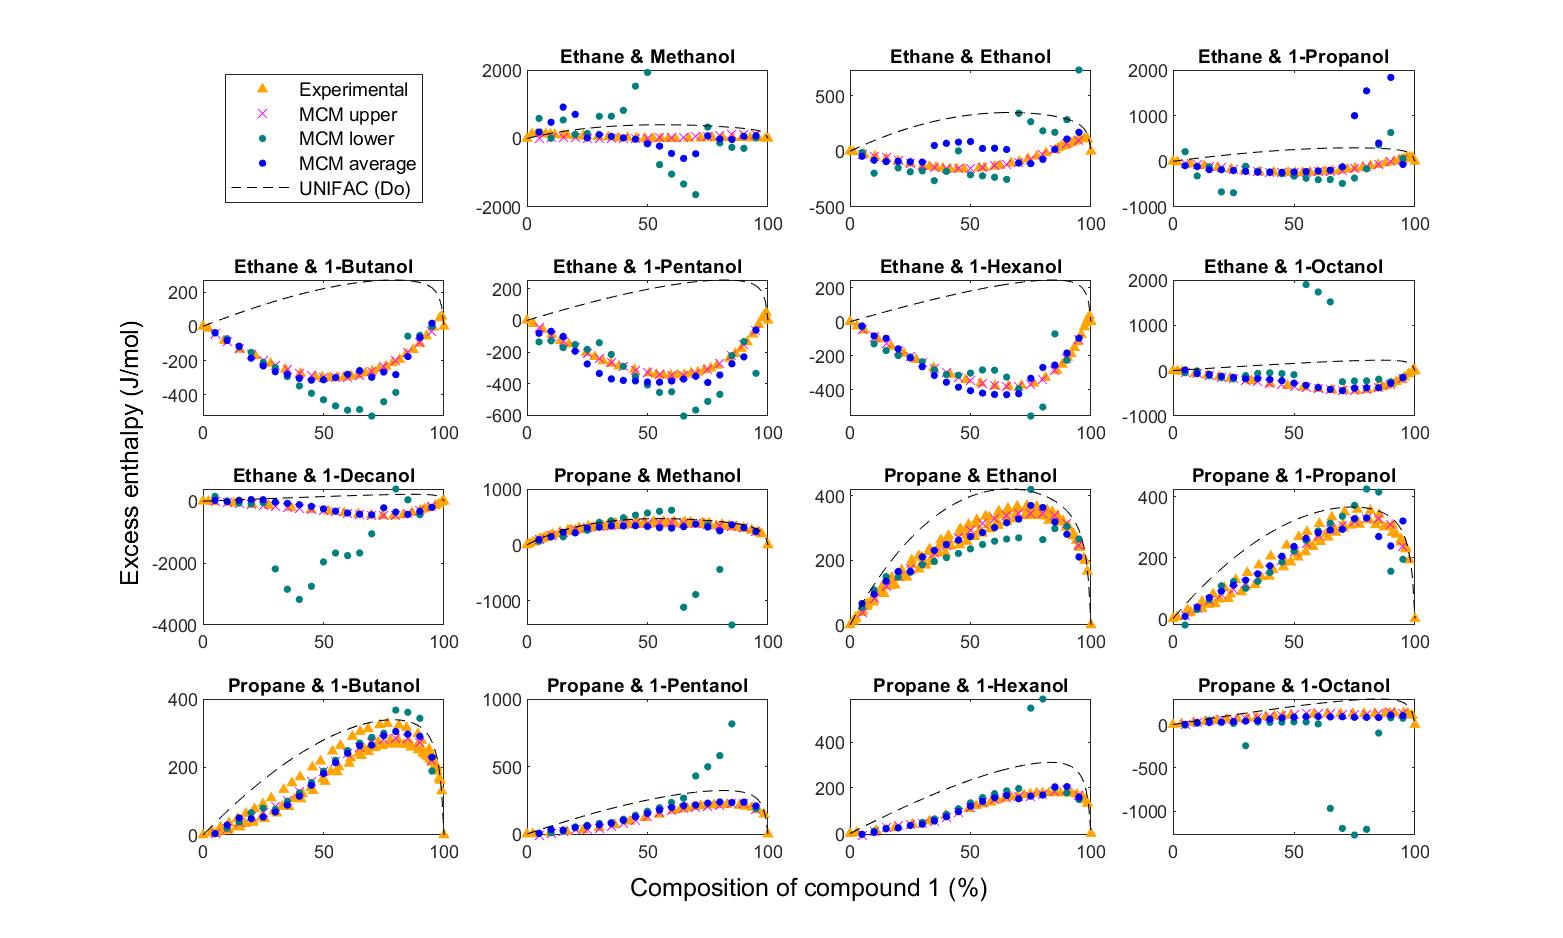 Experimental
MCM upper
MCM lower
MCM average
UNIFAC (Do)
Ethane & Methanol
2000
0
-2000
0 50 100
Ethane & Ethanol
500
0
-500
0 50 100
Ethane & 1-Propanol
2000
1000
0
-1000
0 50 100
Ethane & 1-Butanol
200
0
-200
-400
0 50 100
Ethane & 1-Pentanol
200
0
-200
-400
-600
0 50 100
Ethane & 1-Hexanol
200
0
-200
-400
0 50 100
Ethane & 1-Octanol
2000
1000
0
-1000
0 50 100
Ethane & 1-Decanol
0
-2000
-4000
0 50 100
Propane & Methanol
1000
0
-1000
0 50 100
Propane & Ethanol
400
200
0
0 50 100
Propane & 1-Propanol
400
200
0
0 50 100
Propane & 1-Butanol
400
200
0
0 50 100
Propane & 1-Pentanol
1000
500
0
0 50 100
Propane & 1-Hexanol
400
200
0
0 50 100
Propane & 1-Octanol
0
-500
-1000
0 50 100
Excess enthalpy (J/mol)
Composition of compound 1 (%)